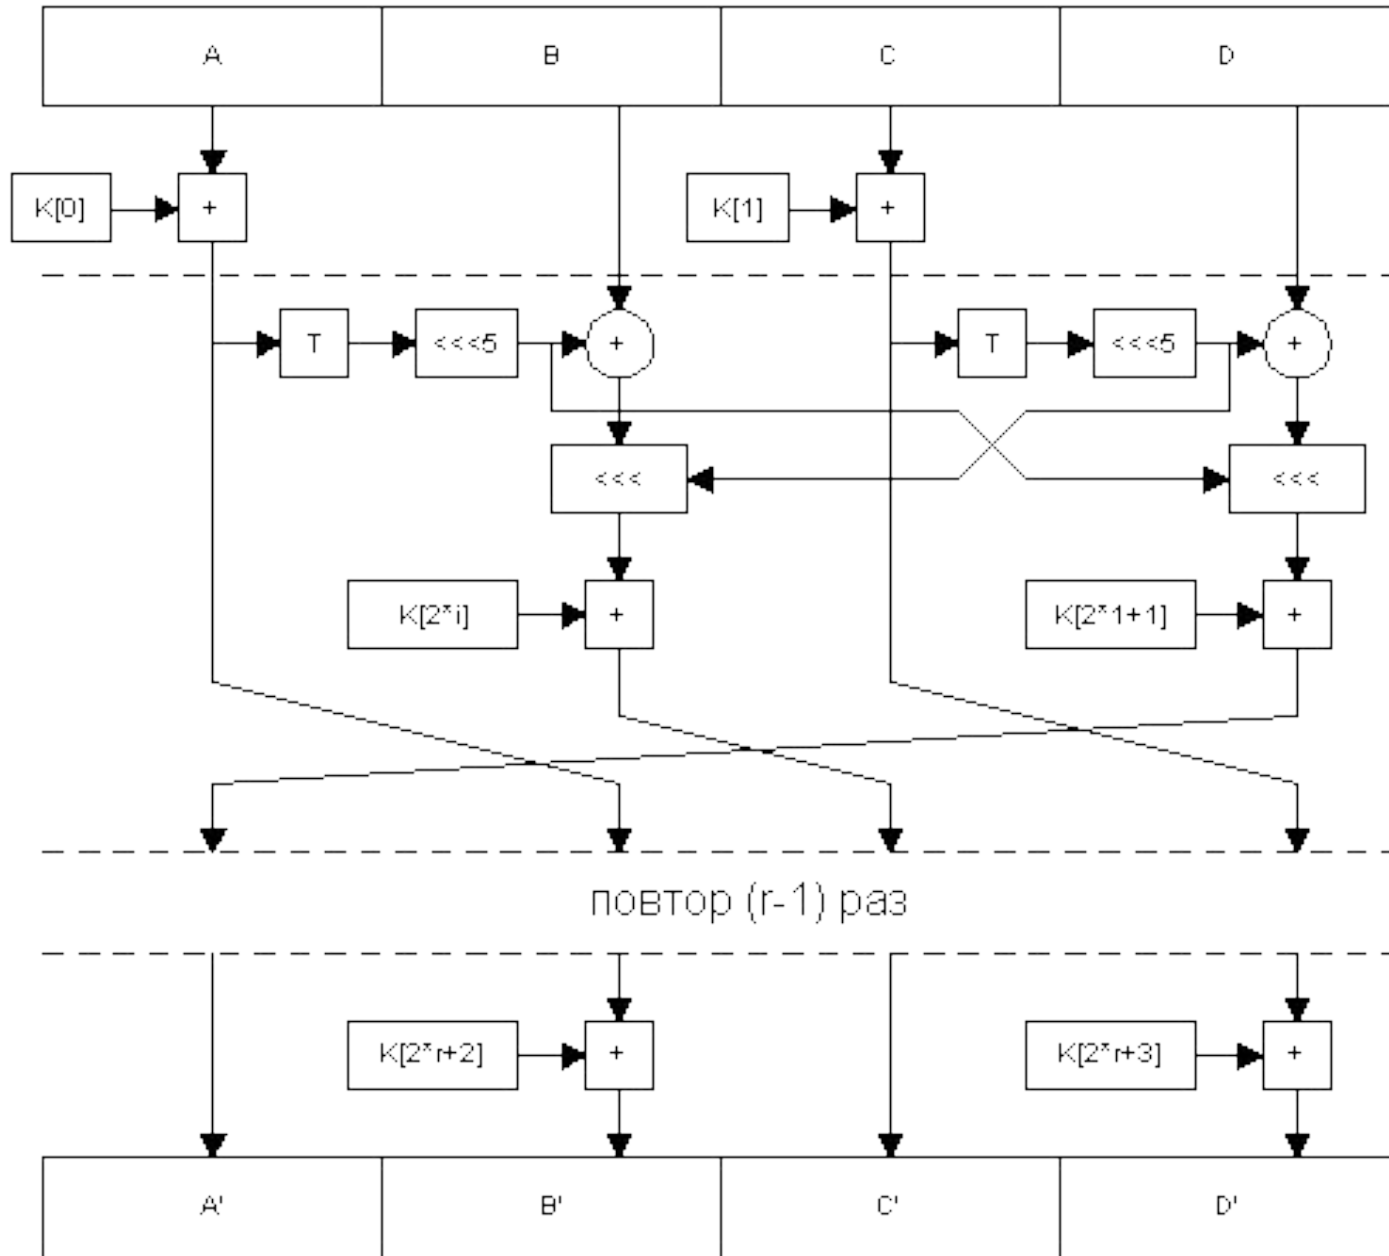 A B C D
K[0] + K[1] +
T <<<5 + T <<<5 +
<<< <<<
K[2*i] + K[2*1+1] +
повтор (r-1) раз
K[2*r+2] + K[2*r+3] +
A' B' C' D'